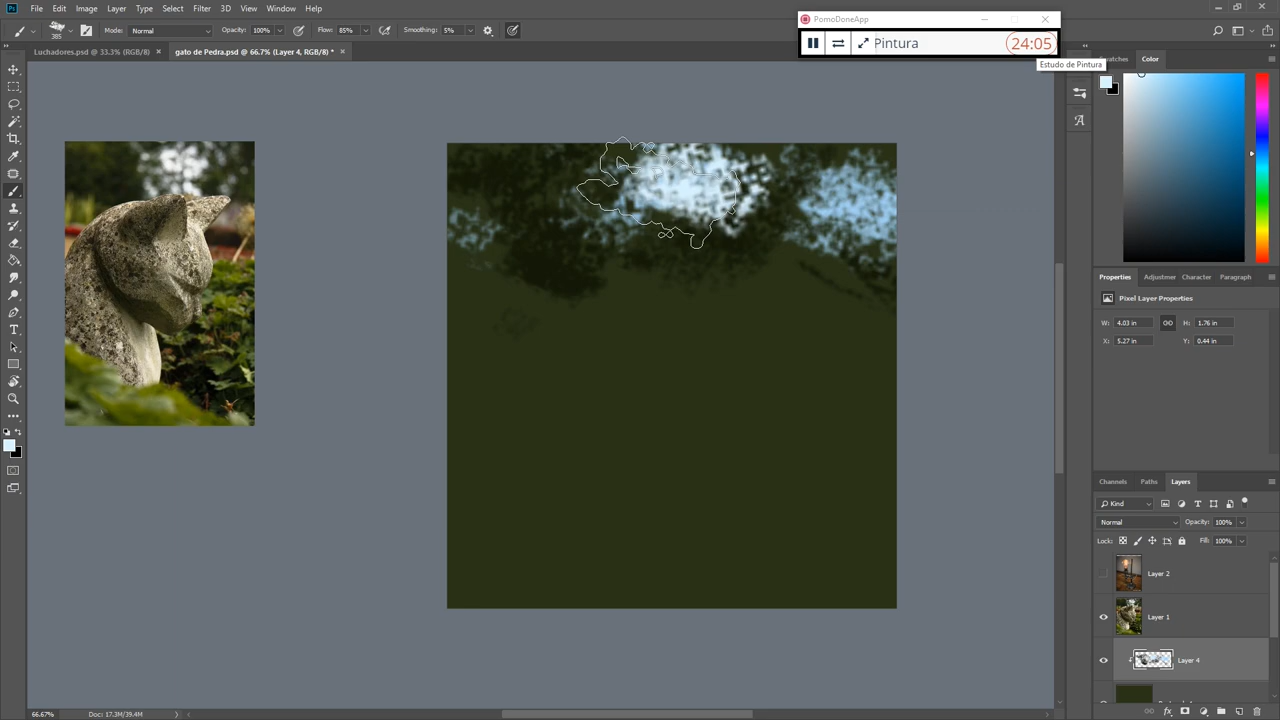 Ps File Edit Image Layer Type Select Filter 3D View Window Help
PomoDoneApp
385 Mode: Normal Opacity: 100% Flow: 85% Smoothing: 5%
Pintura 24:05
Luchadores.psd @ 33.3% (RGB/8) × gato de Pedra.psd @ 66.7% (Layer 4, RGB/8) ×
Estudo de Pintura
Color
Properties Adjustmer Character Paragraph
Pixel Layer Properties
W: 4.03 in H: 1.76 in
X: 5.27 in Y: 0.44 in
Channels Paths Layers
Kind
Normal Opacity: 100%
Lock: Fill: 100%
Layer 2
Layer 1
Layer 4
66.67% Doc: 17.3M/39.4M